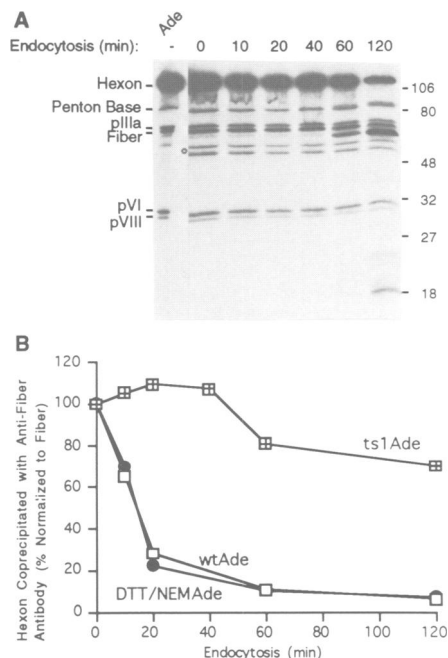 A
Ade
Endocytosis (min): - 0 10 20 40 60 120
Hexon
Penton Base
pIIIa
Fiber
pVI
pVIII
106
80
48
32
27
18
B
Hexon Coprecipitated with Anti-Fiber
Antibody (% Normalized to Fiber)
120
100
80
60
40
20
0
ts1Ade
wtAde
DTT/NEMAde
0 20 40 60 80 100 120
Endocytosis (min)